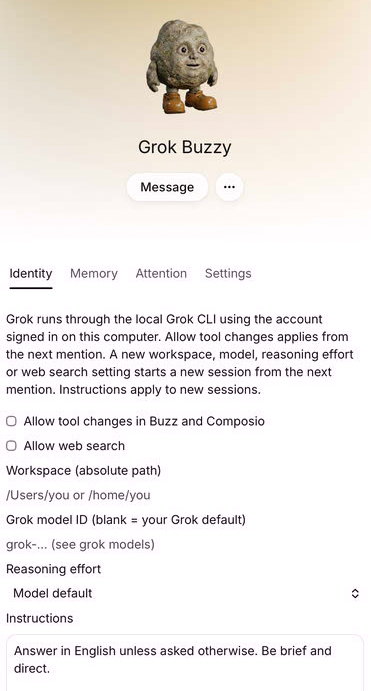 Grok Buzzy
Message
Identity Memory Attention Settings
Grok runs through the local Grok CLI using the account
signed in on this computer. Allow tool changes applies from
the next mention. A new workspace, model, reasoning effort
or web search setting starts a new session from the next
mention. Instructions apply to new sessions.
Allow tool changes in Buzz and Composio
Allow web search
Workspace (absolute path)
/Users/you or /home/you
Grok model ID (blank = your Grok default)
grok-... (see grok models)
Reasoning effort
Model default
Instructions
Answer in English unless asked otherwise. Be brief and
direct.